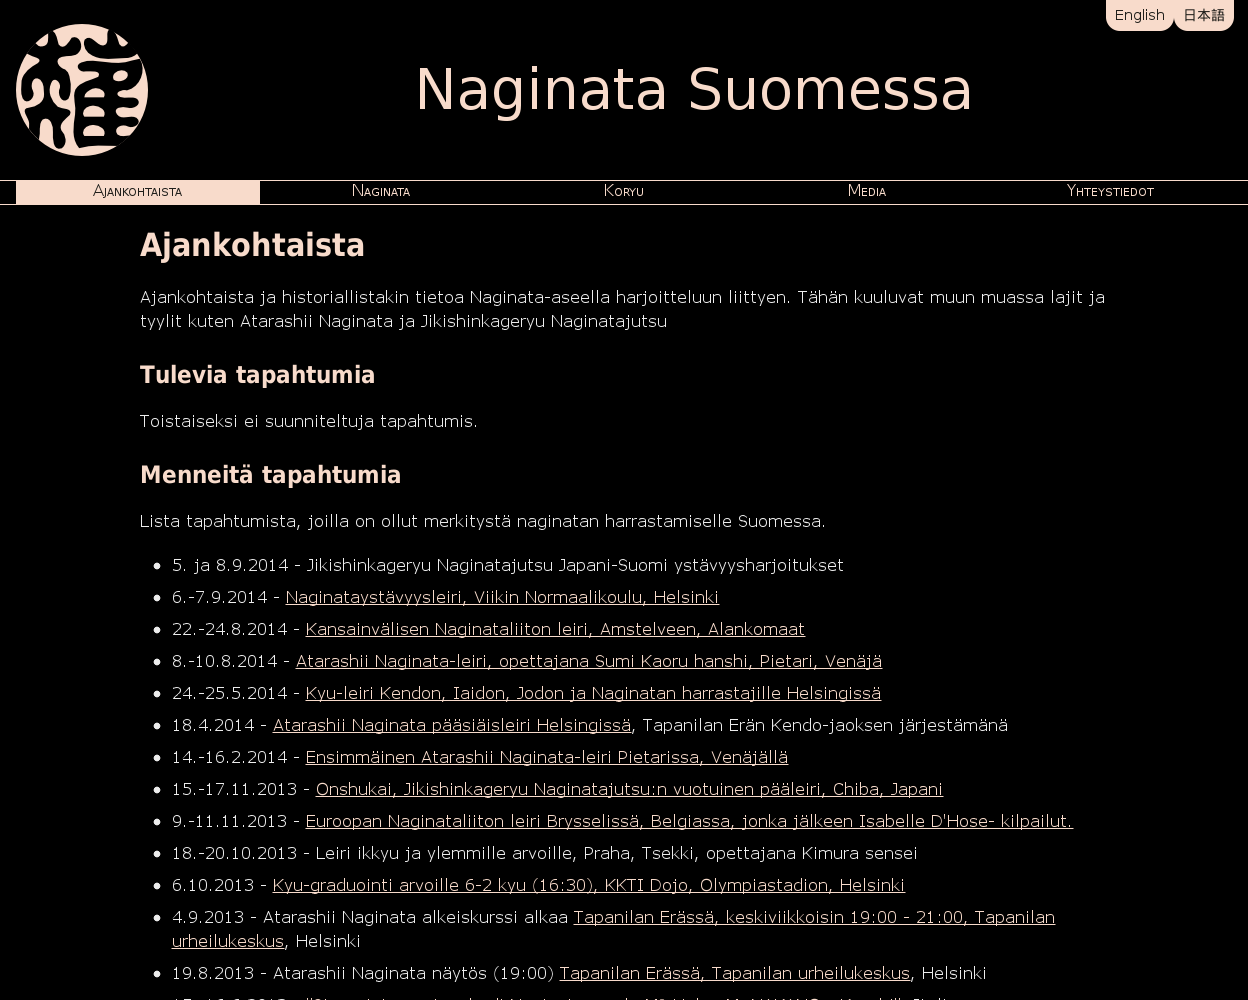 English 日本語
Naginata Suomessa
Ajankohtaista Naginata Koryu Media Yhteystiedot
Ajankohtaista
Ajankohtaista ja historiallistakin tietoa Naginata-aseella harjoitteluun liittyen. Tähän kuuluvat muun muassa lajit ja
tyylit kuten Atarashii Naginata ja Jikishinkageryu Naginatajutsu
Tulevia tapahtumia
Toistaiseksi ei suunniteltuja tapahtumis.
Menneitä tapahtumia
Lista tapahtumista, joilla on ollut merkitystä naginatan harrastamiselle Suomessa.
5. ja 8.9.2014 - Jikishinkageryu Naginatajutsu Japani-Suomi ystävyysharjoitukset
6.-7.9.2014 - Naginataystävyysleiri, Viikin Normaalikoulu, Helsinki
22.-24.8.2014 - Kansainvälisen Naginataliiton leiri, Amstelveen, Alankomaat
8.-10.8.2014 - Atarashii Naginata-leiri, opettajana Sumi Kaoru hanshi, Pietari, Venäjä
24.-25.5.2014 - Kyu-leiri Kendon, Iaidon, Jodon ja Naginatan harrastajille Helsingissä
18.4.2014 - Atarashii Naginata pääsiäisleiri Helsingissä, Tapanilan Erän Kendo-jaoksen järjestämänä
14.-16.2.2014 - Ensimmäinen Atarashii Naginata-leiri Pietarissa, Venäjällä
15.-17.11.2013 - Onshukai, Jikishinkageryu Naginatajutsu:n vuotuinen pääleiri, Chiba, Japani
9.-11.11.2013 - Euroopan Naginataliiton leiri Brysselissä, Belgiassa, jonka jälkeen Isabelle D'Hose- kilpailut.
18.-20.10.2013 - Leiri ikkyu ja ylemmille arvoille, Praha, Tsekki, opettajana Kimura sensei
6.10.2013 - Kyu-graduointi arvoille 6-2 kyu (16:30), KKTI Dojo, Olympiastadion, Helsinki
4.9.2013 - Atarashii Naginata alkeiskurssi alkaa Tapanilan Erässä, keskiviikkoisin 19:00 - 21:00, Tapanilan
urheilukeskus, Helsinki
19.8.2013 - Atarashii Naginata näytös (19:00) Tapanilan Erässä, Tapanilan urheilukeskus, Helsinki